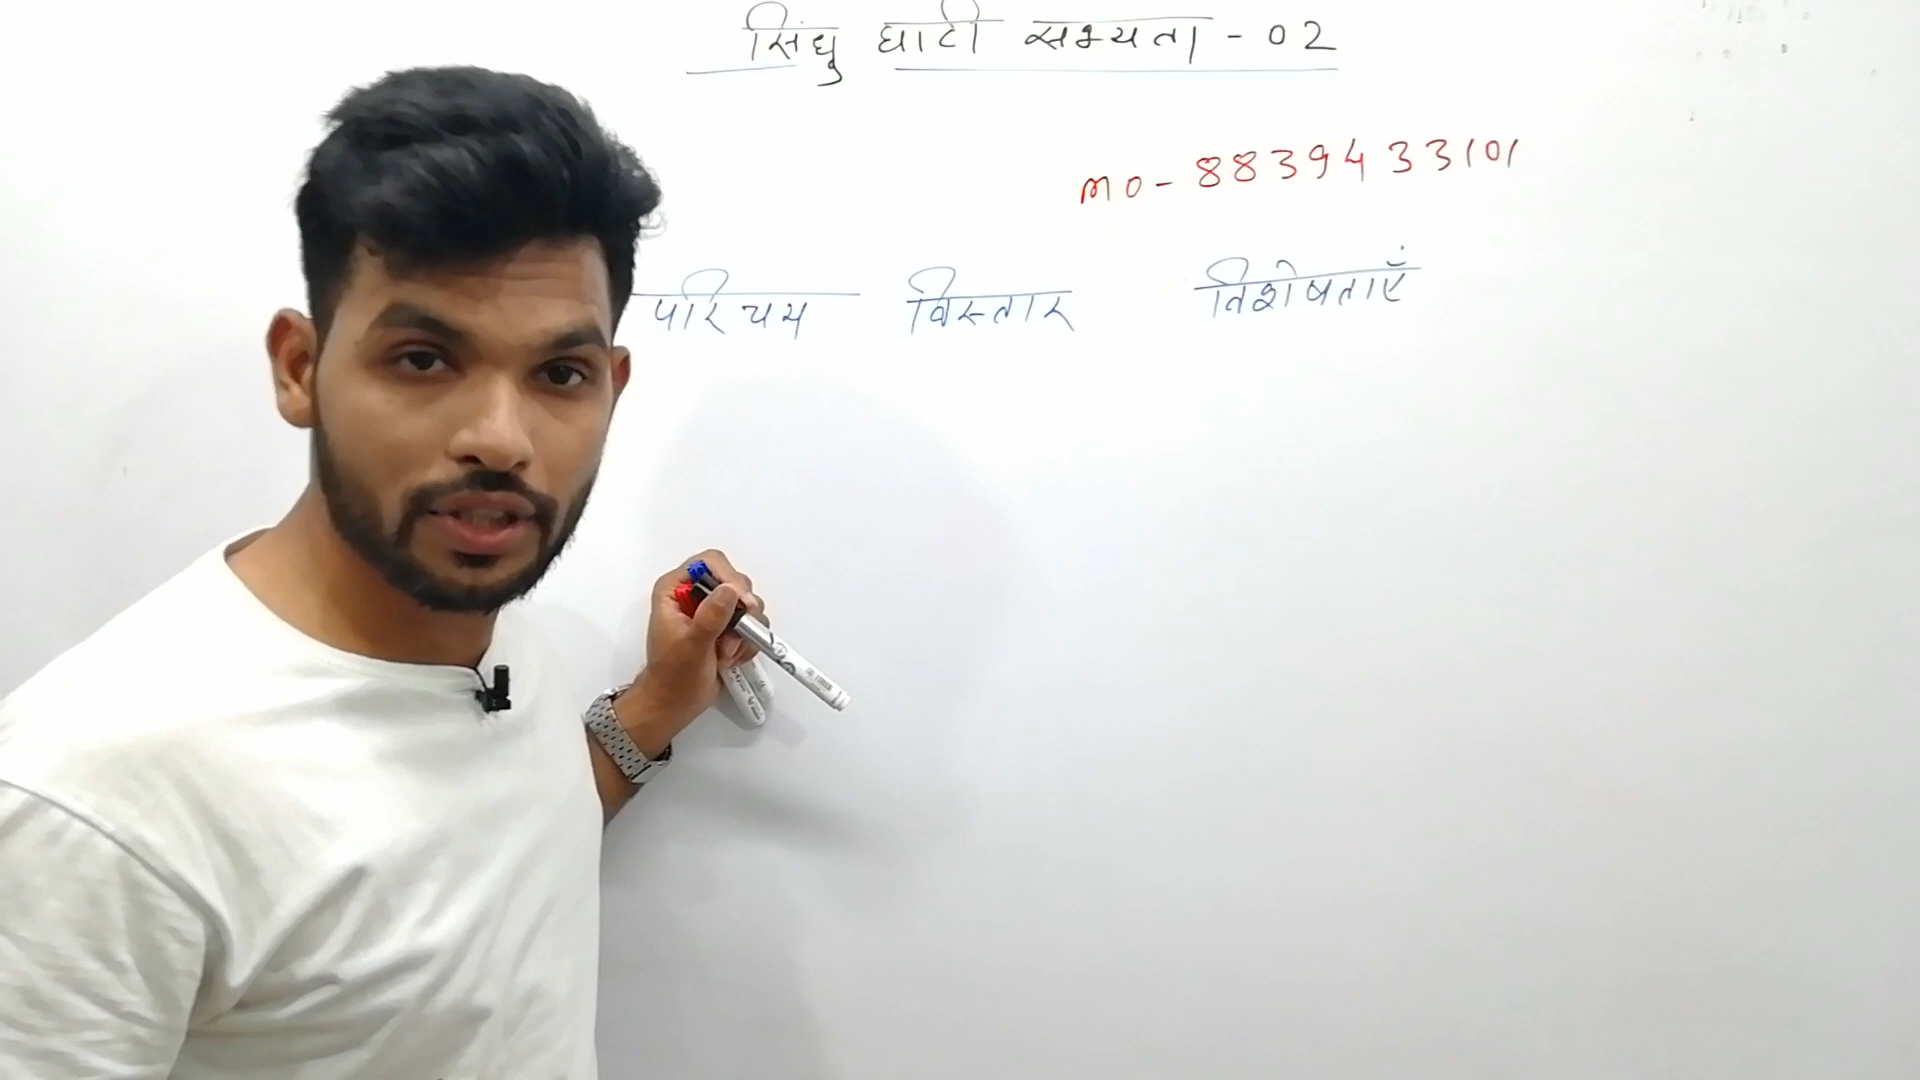 सिंधु घाटी सभ्यता - 02
mo - 8839433101
परिचय विस्तार विशेषताएँ